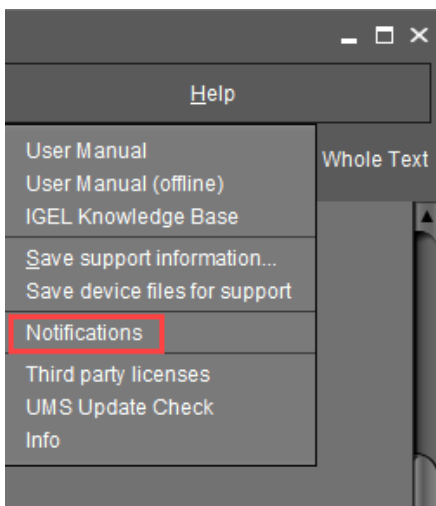 Help
User Manual
Whole Text
User Manual (offline)
IGEL Knowledge Base
Save support information...
Save device files for support
Notifications
Third party licenses
UMS Update Check
Info